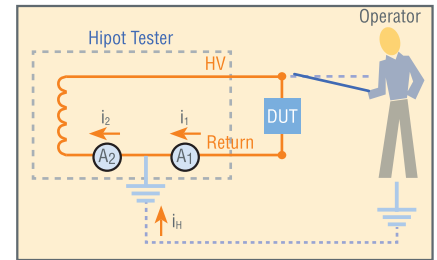 Operator
Hipot Tester
HV
DUT
i2
i1
Return
A2
A1
iH